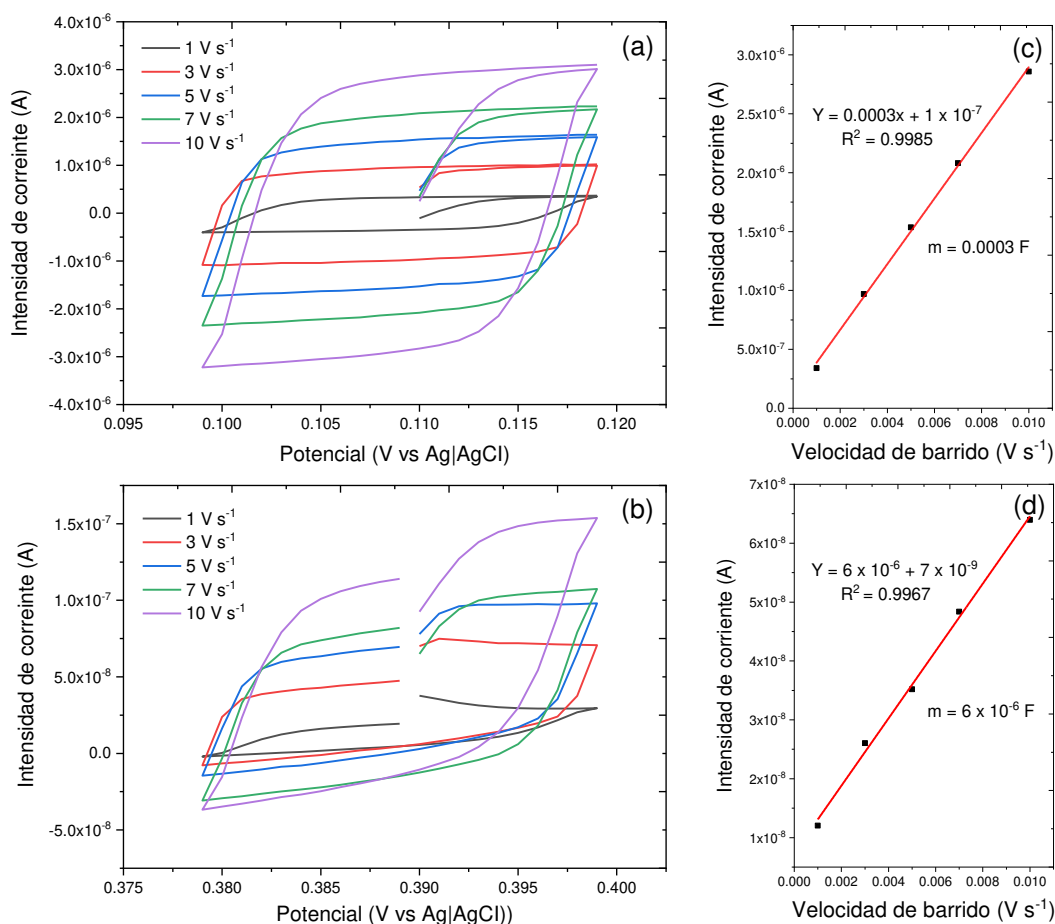 (a)
1 V s⁻¹
3 V s⁻¹
5 V s⁻¹
7 V s⁻¹
10 V s⁻¹
4.0x10⁻⁶
3.0x10⁻⁶
2.0x10⁻⁶
1.0x10⁻⁶
0.0
-1.0x10⁻⁶
-2.0x10⁻⁶
-3.0x10⁻⁶
-4.0x10⁻⁶
Intensidad de correinte (A)
0.095 0.100 0.105 0.110 0.115 0.120
Potencial (V vs Ag|AgCl)
(c)
Y = 0.0003x + 1 x 10⁻⁷
R² = 0.9985
m = 0.0003 F
3.0x10⁻⁶
2.5x10⁻⁶
2.0x10⁻⁶
1.5x10⁻⁶
1.0x10⁻⁶
5.0x10⁻⁷
0.0
Intensidad de corriente (A)
0.000 0.002 0.004 0.006 0.008 0.010
Velocidad de barrido (V s⁻¹)
(b)
1 V s⁻¹
3 V s⁻¹
5 V s⁻¹
7 V s⁻¹
10 V s⁻¹
1.5x10⁻⁷
1.0x10⁻⁷
5.0x10⁻⁸
0.0
-5.0x10⁻⁸
Intensidad de correinte (A)
0.375 0.380 0.385 0.390 0.395 0.400
Potencial (V vs Ag|AgCl))
(d)
Y = 6 x 10⁻⁶ + 7 x 10⁻⁹
R² = 0.9967
m = 6 x 10⁻⁶ F
7x10⁻⁸
6x10⁻⁸
5x10⁻⁸
4x10⁻⁸
3x10⁻⁸
2x10⁻⁸
1x10⁻⁸
Intensidad de corriente (A)
0.000 0.002 0.004 0.006 0.008 0.010
Velocidad de barrido (V s⁻¹)